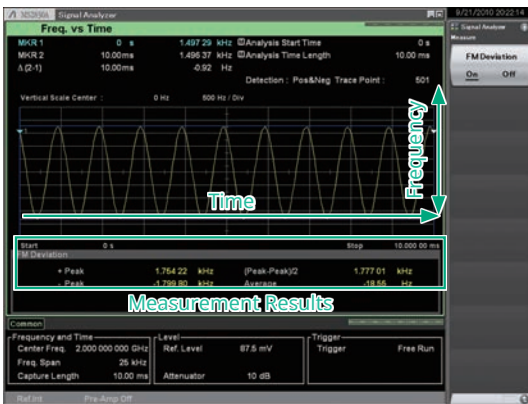 MS2690A Signal Analyzer 9/21/2010 20:22:14
Freq. vs Time
MKR 1 0 s 1.497 29 kHz Analysis Start Time 0 s
MKR 2 10.00ms 1.496 37 kHz Analysis Time Length 10.00 ms
Δ (2-1) 10.00ms -0.92 Hz
Detection : Pos&Neg Trace Point : 501
Vertical Scale Center : 0 Hz 500 Hz / Div
1
Frequency
Time
Start 0 s Stop 10.000 00 ms
FM Deviation
+ Peak 1.754 22 kHz (Peak-Peak)/2 1.777 01 kHz
- Peak -1.799 80 kHz Average -18.56 Hz
Measurement Results
Common
Frequency and Time
Center Freq. 2.000 000 000 GHz
Freq. Span 25 kHz
Capture Length 10.00 ms
Level
Ref. Level 87.5 mV
Attenuator 10 dB
Trigger
Trigger Free Run
Ref.Int Pre-Amp Off
Signal Analyzer
Measure
FM Deviation
On Off